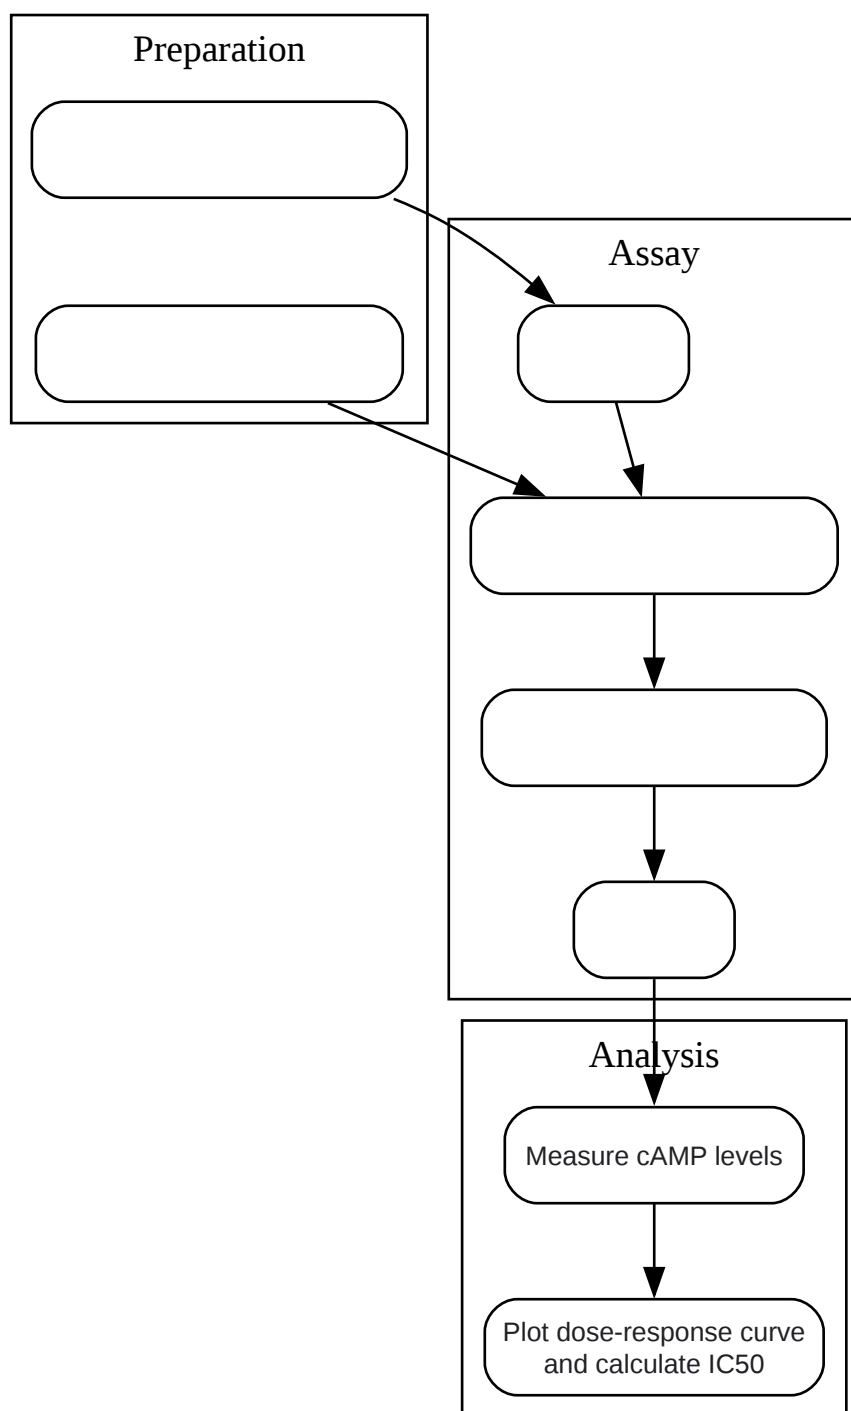 Preparation
Assay
Analysis
Measure cAMP levels
Plot dose-response curve
and calculate IC50